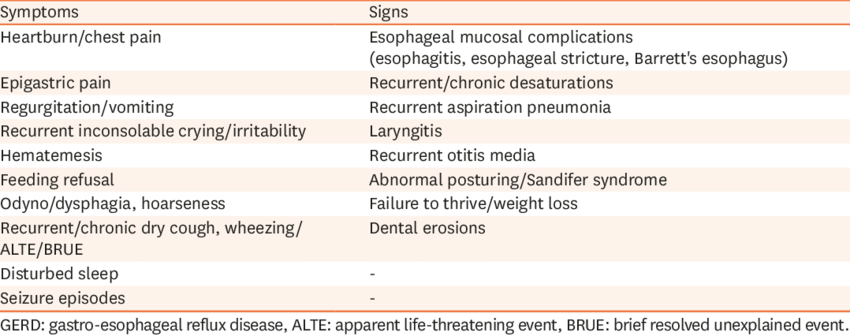 Symptoms Signs
Heartburn/chest pain Esophageal mucosal complications
(esophagitis, esophageal stricture, Barrett's esophagus)
Epigastric pain Recurrent/chronic desaturations
Regurgitation/vomiting Recurrent aspiration pneumonia
Recurrent inconsolable crying/irritability Laryngitis
Hematemesis Recurrent otitis media
Feeding refusal Abnormal posturing/Sandifer syndrome
Odyno/dysphagia, hoarseness Failure to thrive/weight loss
Recurrent/chronic dry cough, wheezing/ Dental erosions
ALTE/BRUE
Disturbed sleep -
Seizure episodes -
GERD: gastro-esophageal reflux disease, ALTE: apparent life-threatening event, BRUE: brief resolved unexplained event.